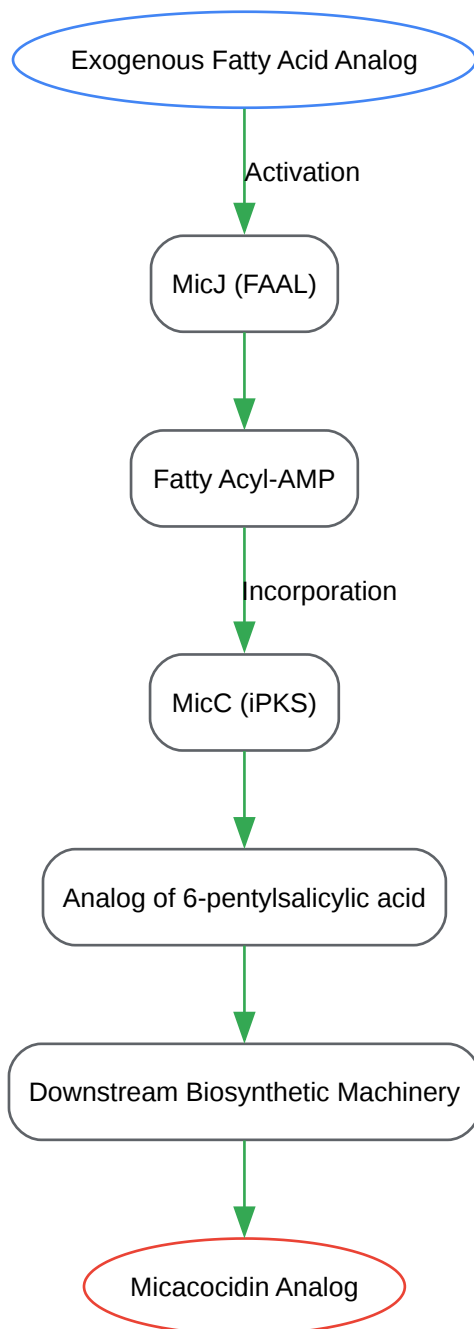 Exogenous Fatty Acid Analog
Activation
MicJ (FAAL)
Fatty Acyl-AMP
Incorporation
MicC (iPKS)
Analog of 6-pentylsalicylic acid
Downstream Biosynthetic Machinery
Micacocidin Analog